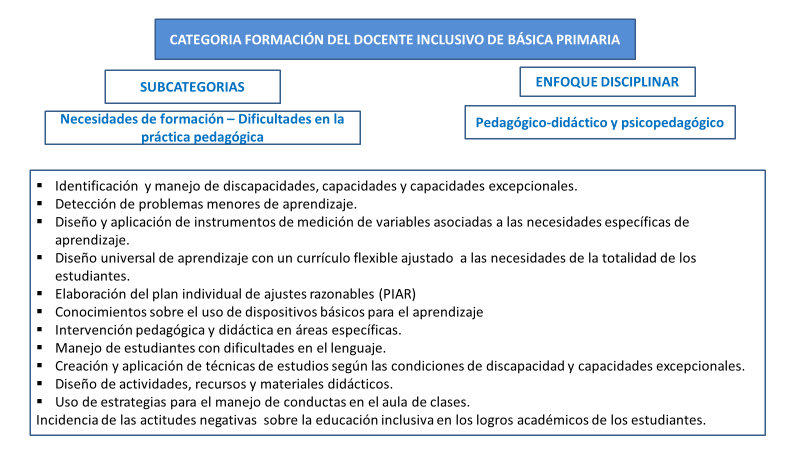 CATEGORIA FORMACIÓN DEL DOCENTE INCLUSIVO DE BÁSICA PRIMARIA
SUBCATEGORIAS
ENFOQUE DISCIPLINAR
Necesidades de formación – Dificultades en la
práctica pedagógica
Pedagógico-didáctico y psicopedagógico
▪ Identificación y manejo de discapacidades, capacidades y capacidades excepcionales.
▪ Detección de problemas menores de aprendizaje.
▪ Diseño y aplicación de instrumentos de medición de variables asociadas a las necesidades específicas de
aprendizaje.
▪ Diseño universal de aprendizaje con un currículo flexible ajustado a las necesidades de la totalidad de los
estudiantes.
▪ Elaboración del plan individual de ajustes razonables (PIAR)
▪ Conocimientos sobre el uso de dispositivos básicos para el aprendizaje
▪ Intervención pedagógica y didáctica en áreas específicas.
▪ Manejo de estudiantes con dificultades en el lenguaje.
▪ Creación y aplicación de técnicas de estudios según las condiciones de discapacidad y capacidades excepcionales.
▪ Diseño de actividades, recursos y materiales didácticos.
▪ Uso de estrategias para el manejo de conductas en el aula de clases.
Incidencia de las actitudes negativas sobre la educación inclusiva en los logros académicos de los estudiantes.